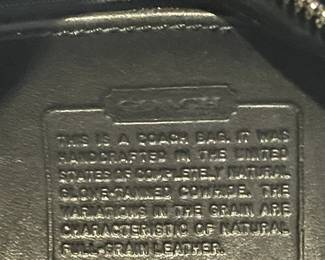 COACH
THIS IS A COACH BAG. IT WAS
HANDCRAFTED IN THE UNITED
STATES OF COMPLETELY NATURAL
GLOVE-TANNED COWHIDE. THE
VARIATIONS IN THE GRAIN ARE
CHARACTERISTIC OF NATURAL
FULL-GRAIN LEATHER.